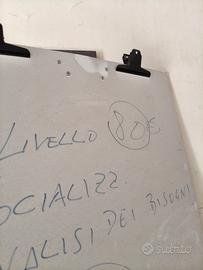 LIVELLO 80€
OCIALIZZ.
ALISI DEI BISOGNI
Subito